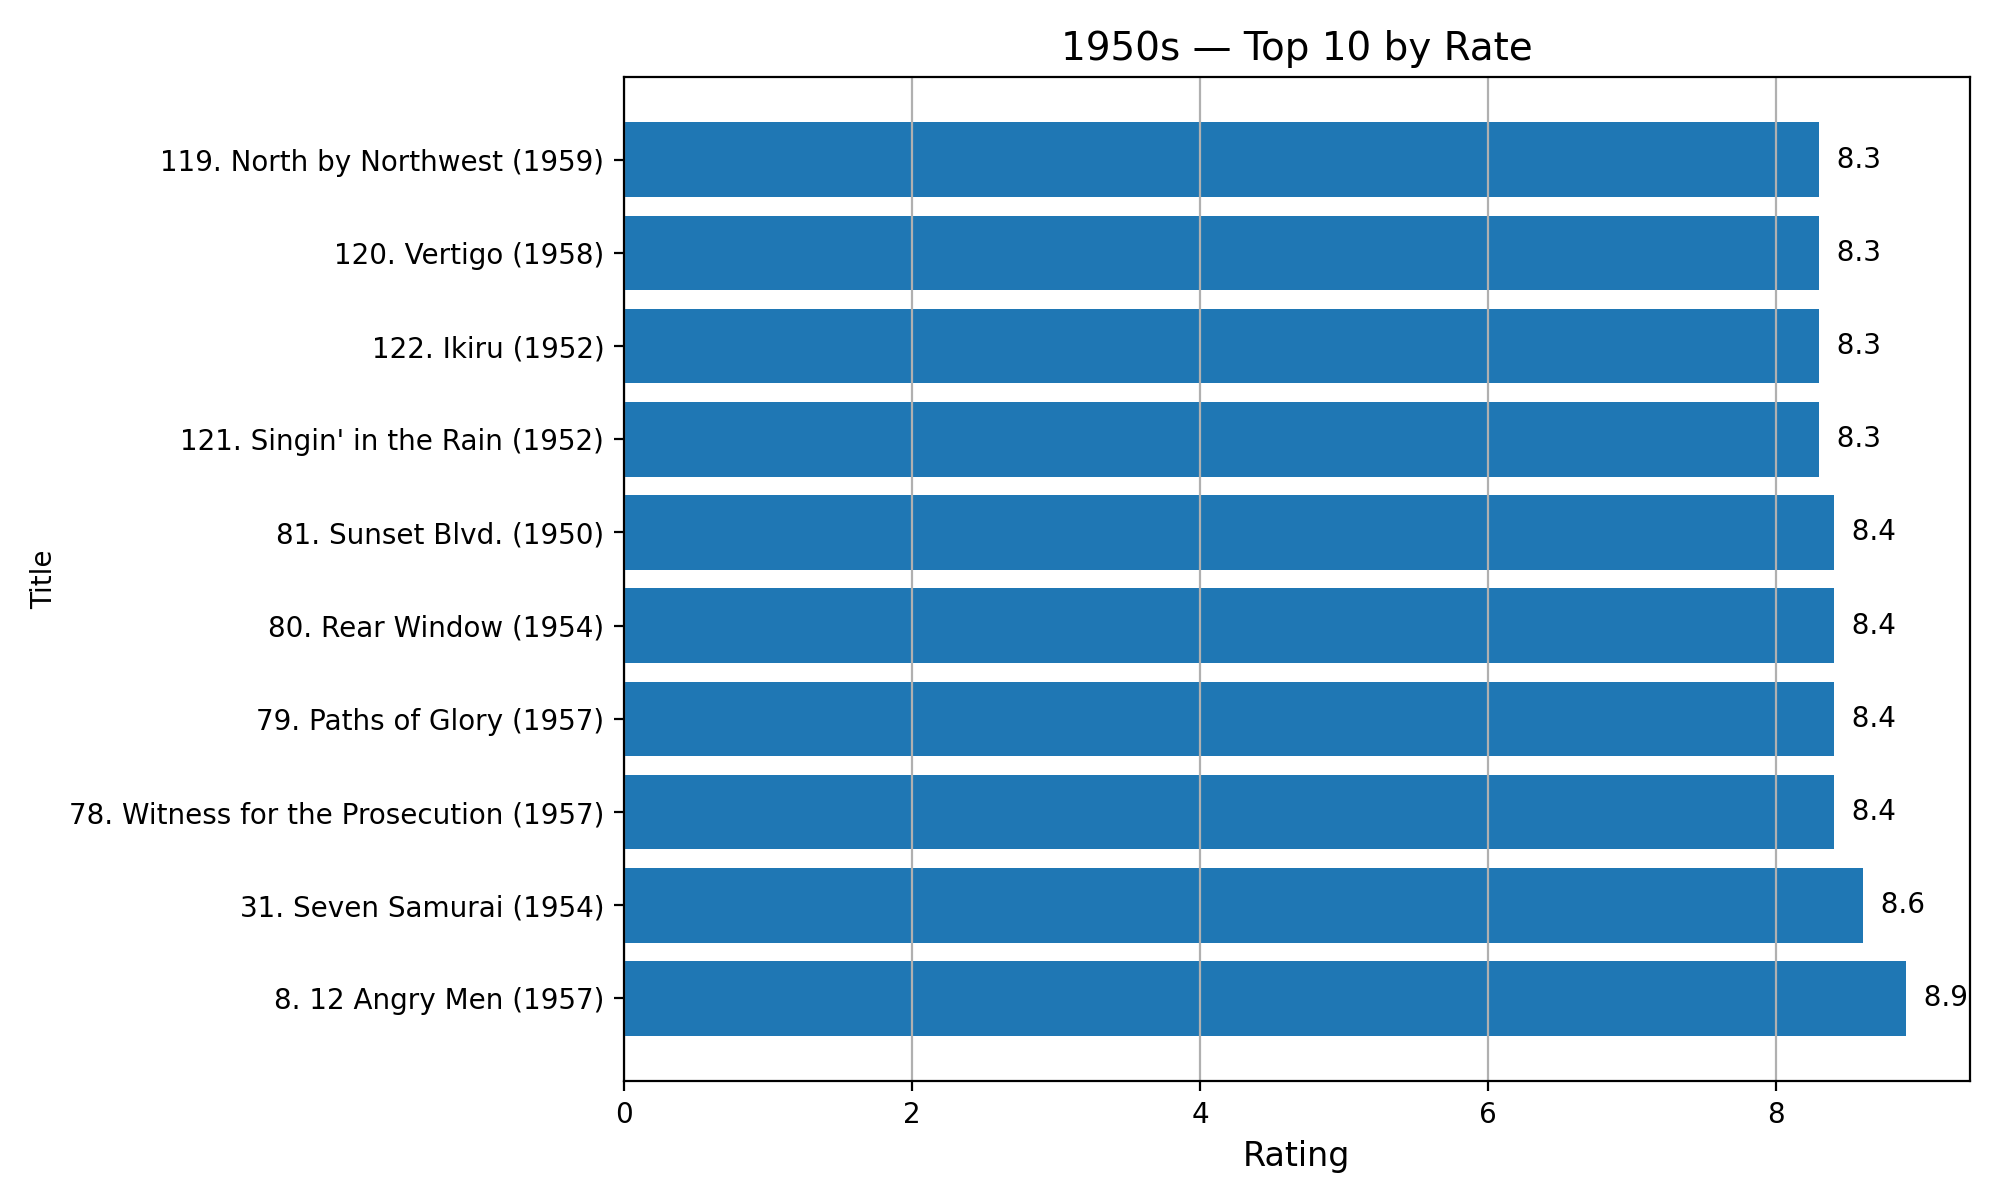 1950s — Top 10 by Rate
119. North by Northwest (1959)
8.3
120. Vertigo (1958)
8.3
122. Ikiru (1952)
8.3
121. Singin' in the Rain (1952)
8.3
81. Sunset Blvd. (1950)
8.4
80. Rear Window (1954)
8.4
79. Paths of Glory (1957)
8.4
78. Witness for the Prosecution (1957)
8.4
31. Seven Samurai (1954)
8.6
8. 12 Angry Men (1957)
8.9
Title
0 2 4 6 8
Rating